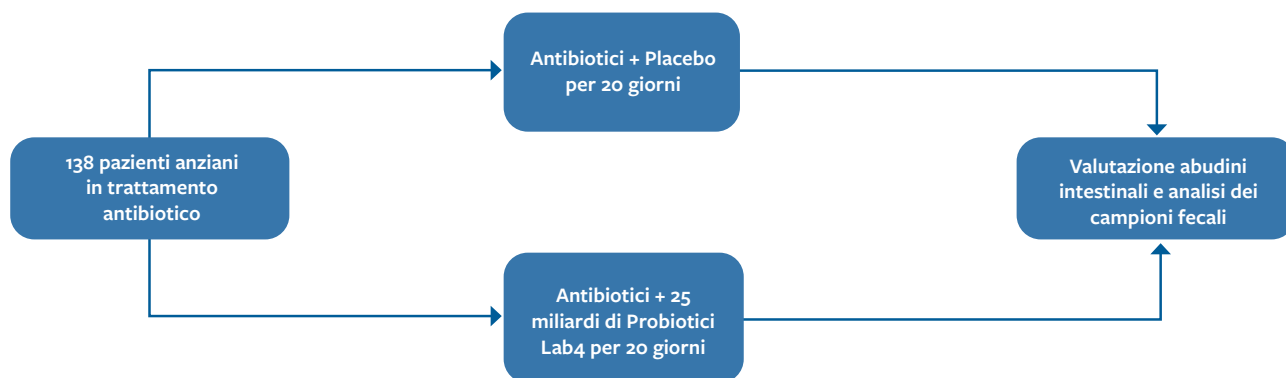 138 pazienti anziani
in trattamento
antibiotico
Antibiotici + Placebo
per 20 giorni
Antibiotici + 25
miliardi di Probiotici
Lab4 per 20 giorni
Valutazione abudini
intestinali e analisi dei
campioni fecali